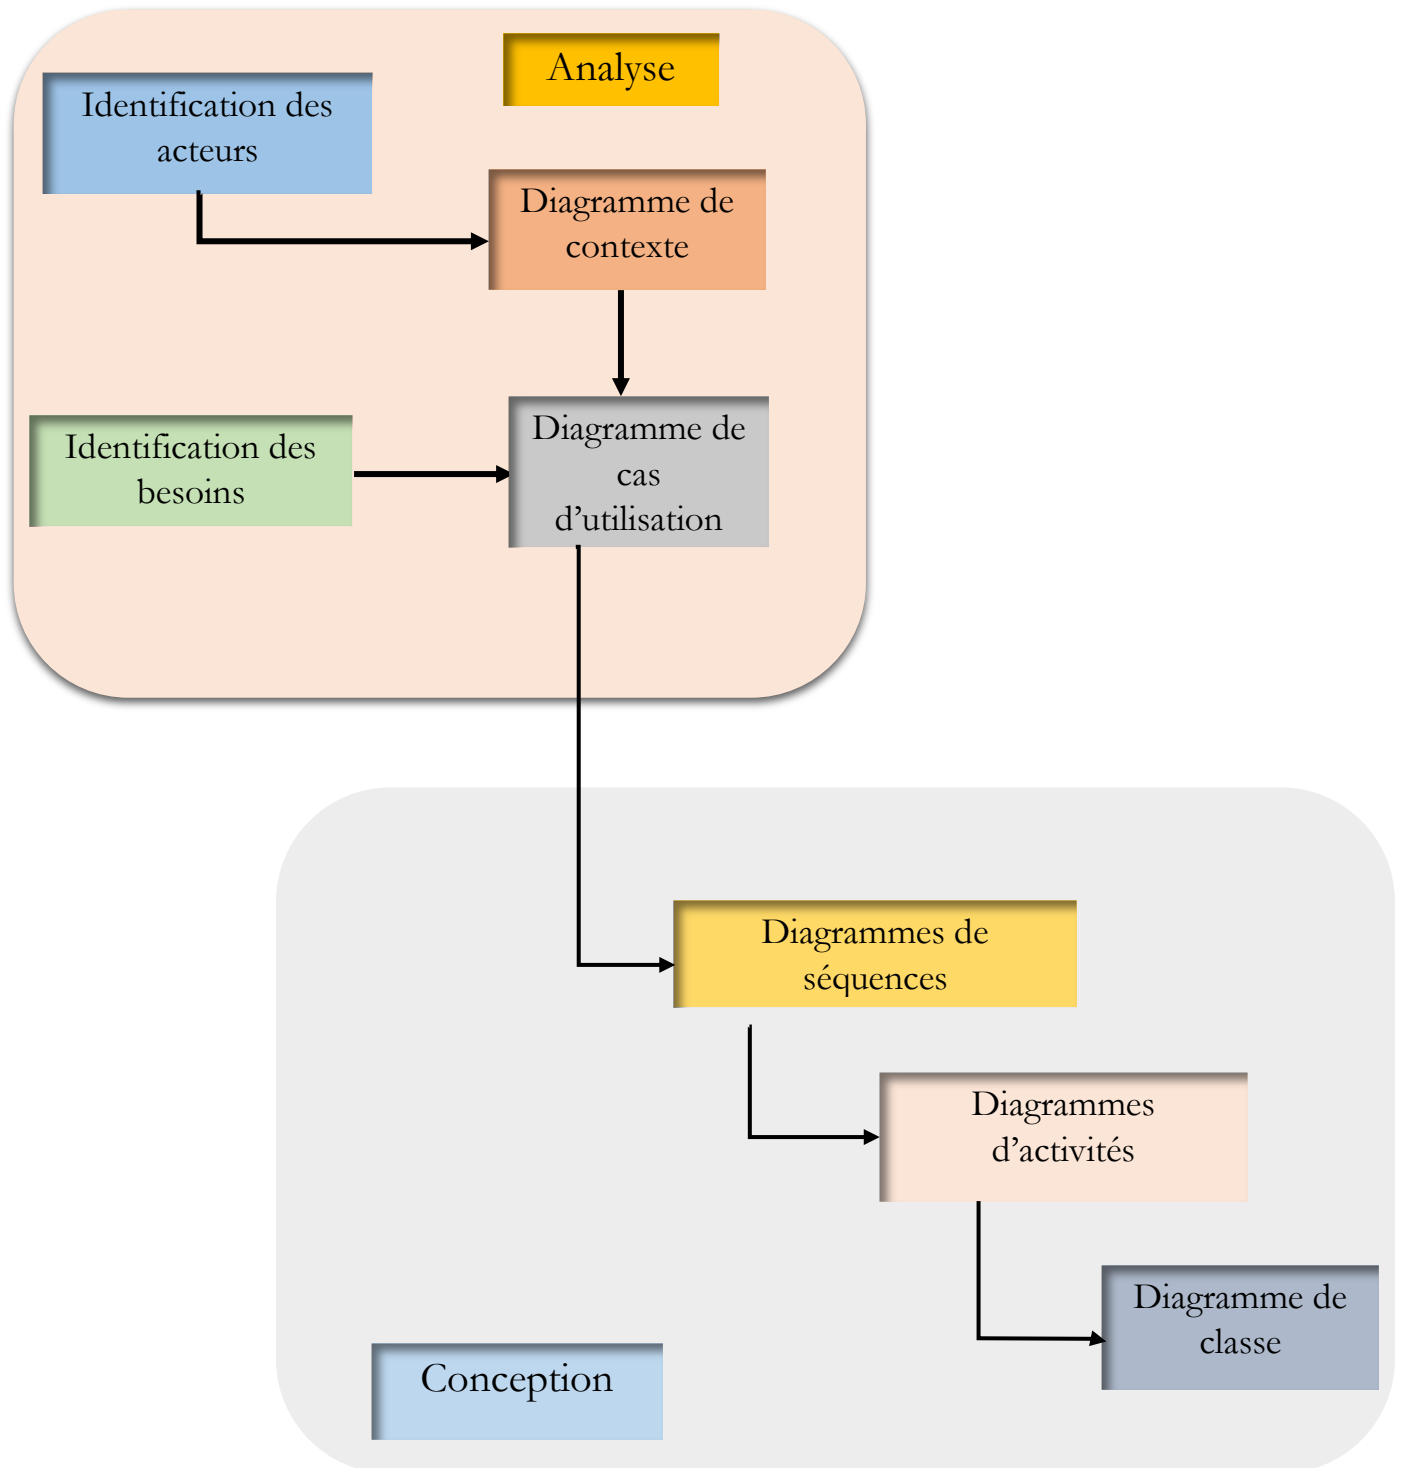 Analyse
Identification des
acteurs
Diagramme de
contexte
Identification des
besoins
Diagramme de
cas
d’utilisation
Diagrammes de
séquences
Diagrammes
d’activités
Diagramme de
classe
Conception